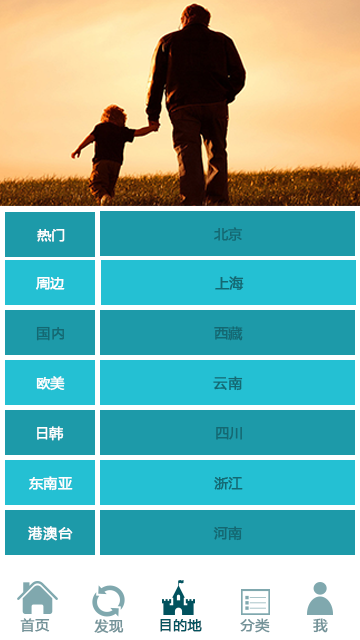 热门 北京
周边 上海
国内 西藏
欧美 云南
日韩 四川
东南亚 浙江
港澳台 河南
首页 发现 目的地 分类 我